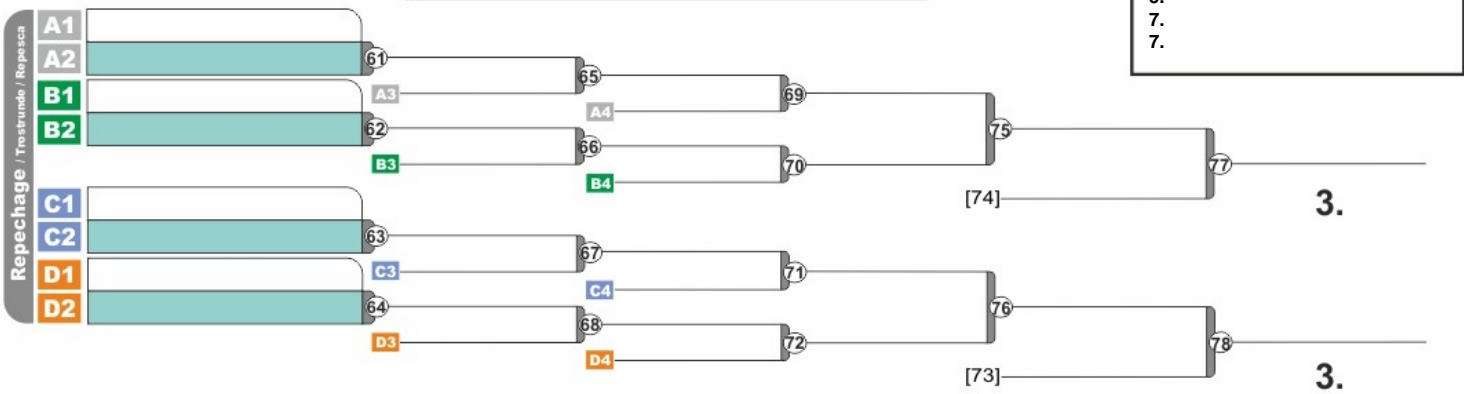 Repechage / Trostrunde / Repesca
A1
A2
B1
B2
C1
C2
D1
D2
61
62
63
64
A3
B3
C3
D3
65
66
67
68
A4
B4
C4
D4
69
70
71
72
75
76
[74]
[73]
77
78
3.
3.
7.
7.